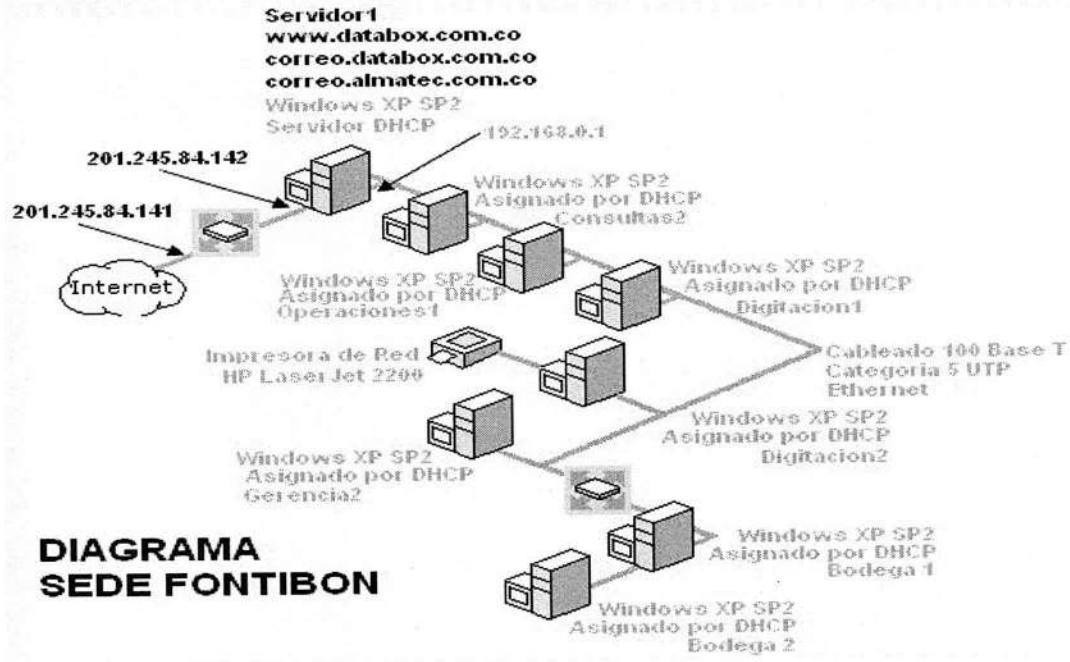 Servidor1
www.databox.com.co
correo.databox.com.co
correo.almatec.com.co
Windows XP SP2
Servidor DHCP
192.168.0.1
201.245.84.142
201.245.84.141
Internet
Windows XP SP2
Asignado por DHCP
Consultas2
Windows XP SP2
Asignado por DHCP
Operaciones1
Windows XP SP2
Asignado por DHCP
Digitacion1
Impresora de Red
HP LaserJet 2200
Cableado 100 Base T
Categoria 5 UTP
Ethernet
Windows XP SP2
Asignado por DHCP
Digitacion2
Windows XP SP2
Asignado por DHCP
Gerencia2
DIAGRAMA
SEDE FONTIBON
Windows XP SP2
Asignado por DHCP
Bodega 1
Windows XP SP2
Asignado por DHCP
Bodega 2